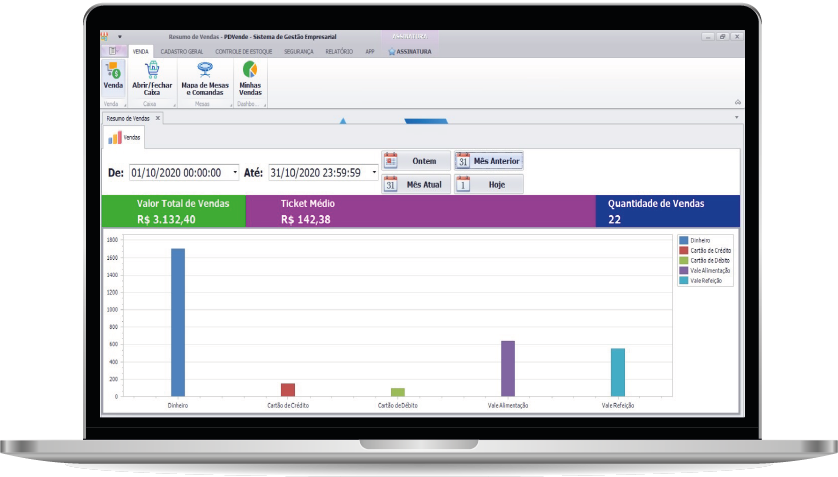 Resumo de Vendas - PDVende - Sistema de Gestão Empresarial
ASSINATURA
VENDA CADASTRO GERAL CONTROLE DE ESTOQUE SEGURANÇA RELATÓRIO APP ASSINATURA
Venda
Abrir/Fechar
Caixa
Mapa de Mesas
e Comandas
Minhas
Vendas
Venda Caixa Mesas Dashbo...
Resumo de Vendas X
Vendas
De: 01/10/2020 00:00:00 Até: 31/10/2020 23:59:59
Ontem
31 Mês Anterior
31 Mês Atual
1 Hoje
Valor Total de Vendas
R$ 3.132,40
Ticket Médio
R$ 142,38
Quantidade de Vendas
22
1800
1600
1400
1200
1000
800
600
400
200
0
Dinheiro
Cartão de Crédito
Cartão de Débito
Vale Alimentação
Vale Refeição
Dinheiro
Cartão de Crédito
Cartão de Débito
Vale Alimentação
Vale Refeição